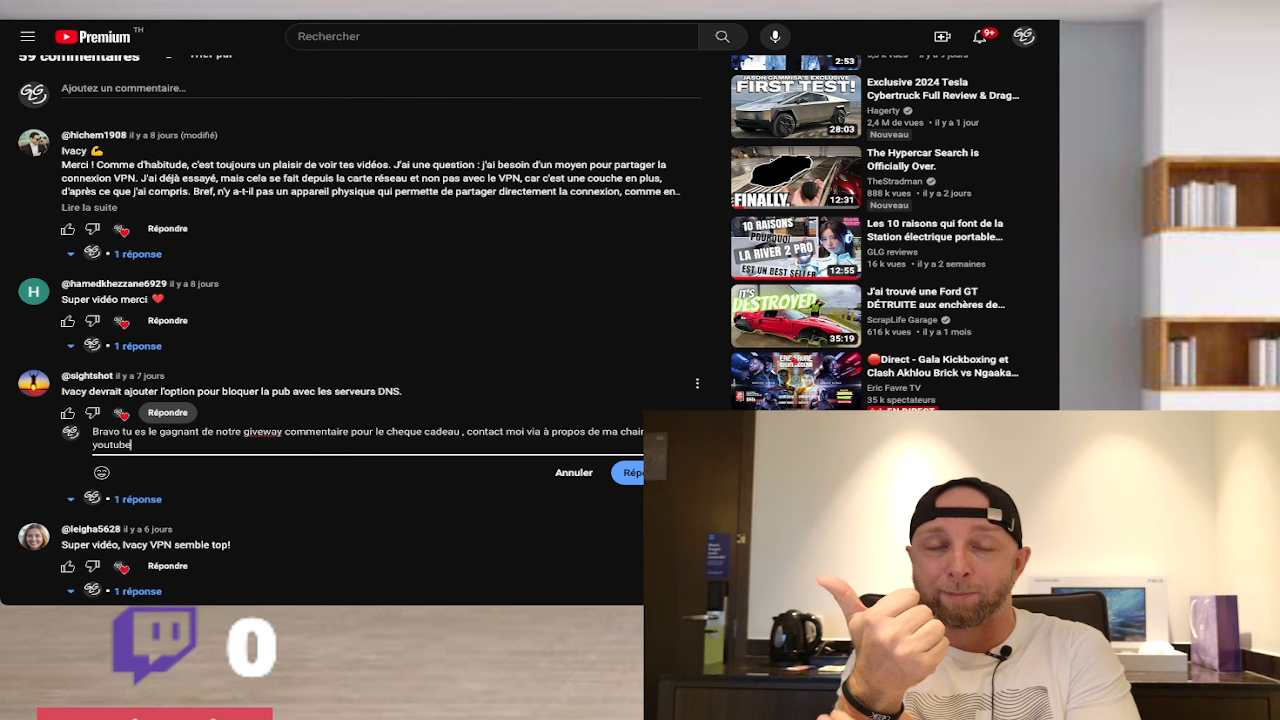 Premium TH
Rechercher
9+
59 commentaires
Trier par
Ajoutez un commentaire...
@hichem1908 il y a 8 jours (modifié)
Ivacy 💪
Merci ! Comme d'habitude, c'est toujours un plaisir de voir tes vidéos. J'ai une question : j'ai besoin d'un moyen pour partager la
connexion VPN. J'ai déjà essayé, mais cela se fait depuis la carte réseau et non pas avec le VPN, car c'est une couche en plus,
d'après ce que j'ai compris. Bref, n'y a-t-il pas un appareil physique qui permette de partager directement la connexion, comme en..
Lire la suite
Répondre
1 réponse
H
@hamedkhezzane6929 il y a 8 jours
Super vidéo merci ❤️
Répondre
1 réponse
@sightshot il y a 7 jours
Ivacy devrait ajouter l'option pour bloquer la pub avec les serveurs DNS.
Répondre
Bravo tu es le gagnant de notre giveway commentaire pour le cheque cadeau , contact moi via à propos de ma chain
youtube
Annuler
Rép
1 réponse
@leigha5628 il y a 6 jours
Super vidéo, Ivacy VPN semble top!
Répondre
1 réponse
2:53
JASON CAMMISA'S EXCLUSIVE
FIRST TEST!
28:03
Exclusive 2024 Tesla
Cybertruck Full Review & Drag...
Hagerty
2,4 M de vues • il y a 1 jour
Nouveau
FINALLY.
12:31
The Hypercar Search is
Officially Over.
TheStradman
888 k vues • il y a 2 jours
Nouveau
10 RAISONS
POURQUOI
LA RIVER 2 PRO
EST UN BEST SELLER
12:55
Les 10 raisons qui font de la
Station électrique portable...
GLG reviews
16 k vues • il y a 2 semaines
IT'S
DESTROYED
35:19
J'ai trouvé une Ford GT
DÉTRUITE aux enchères de...
ScrapLife Garage
616 k vues • il y a 1 mois
🔴Direct - Gala Kickboxing et
Clash Akhlou Brick vs Ngaaka...
Eric Favre TV
35 k spectateurs
EN DIRECT
0